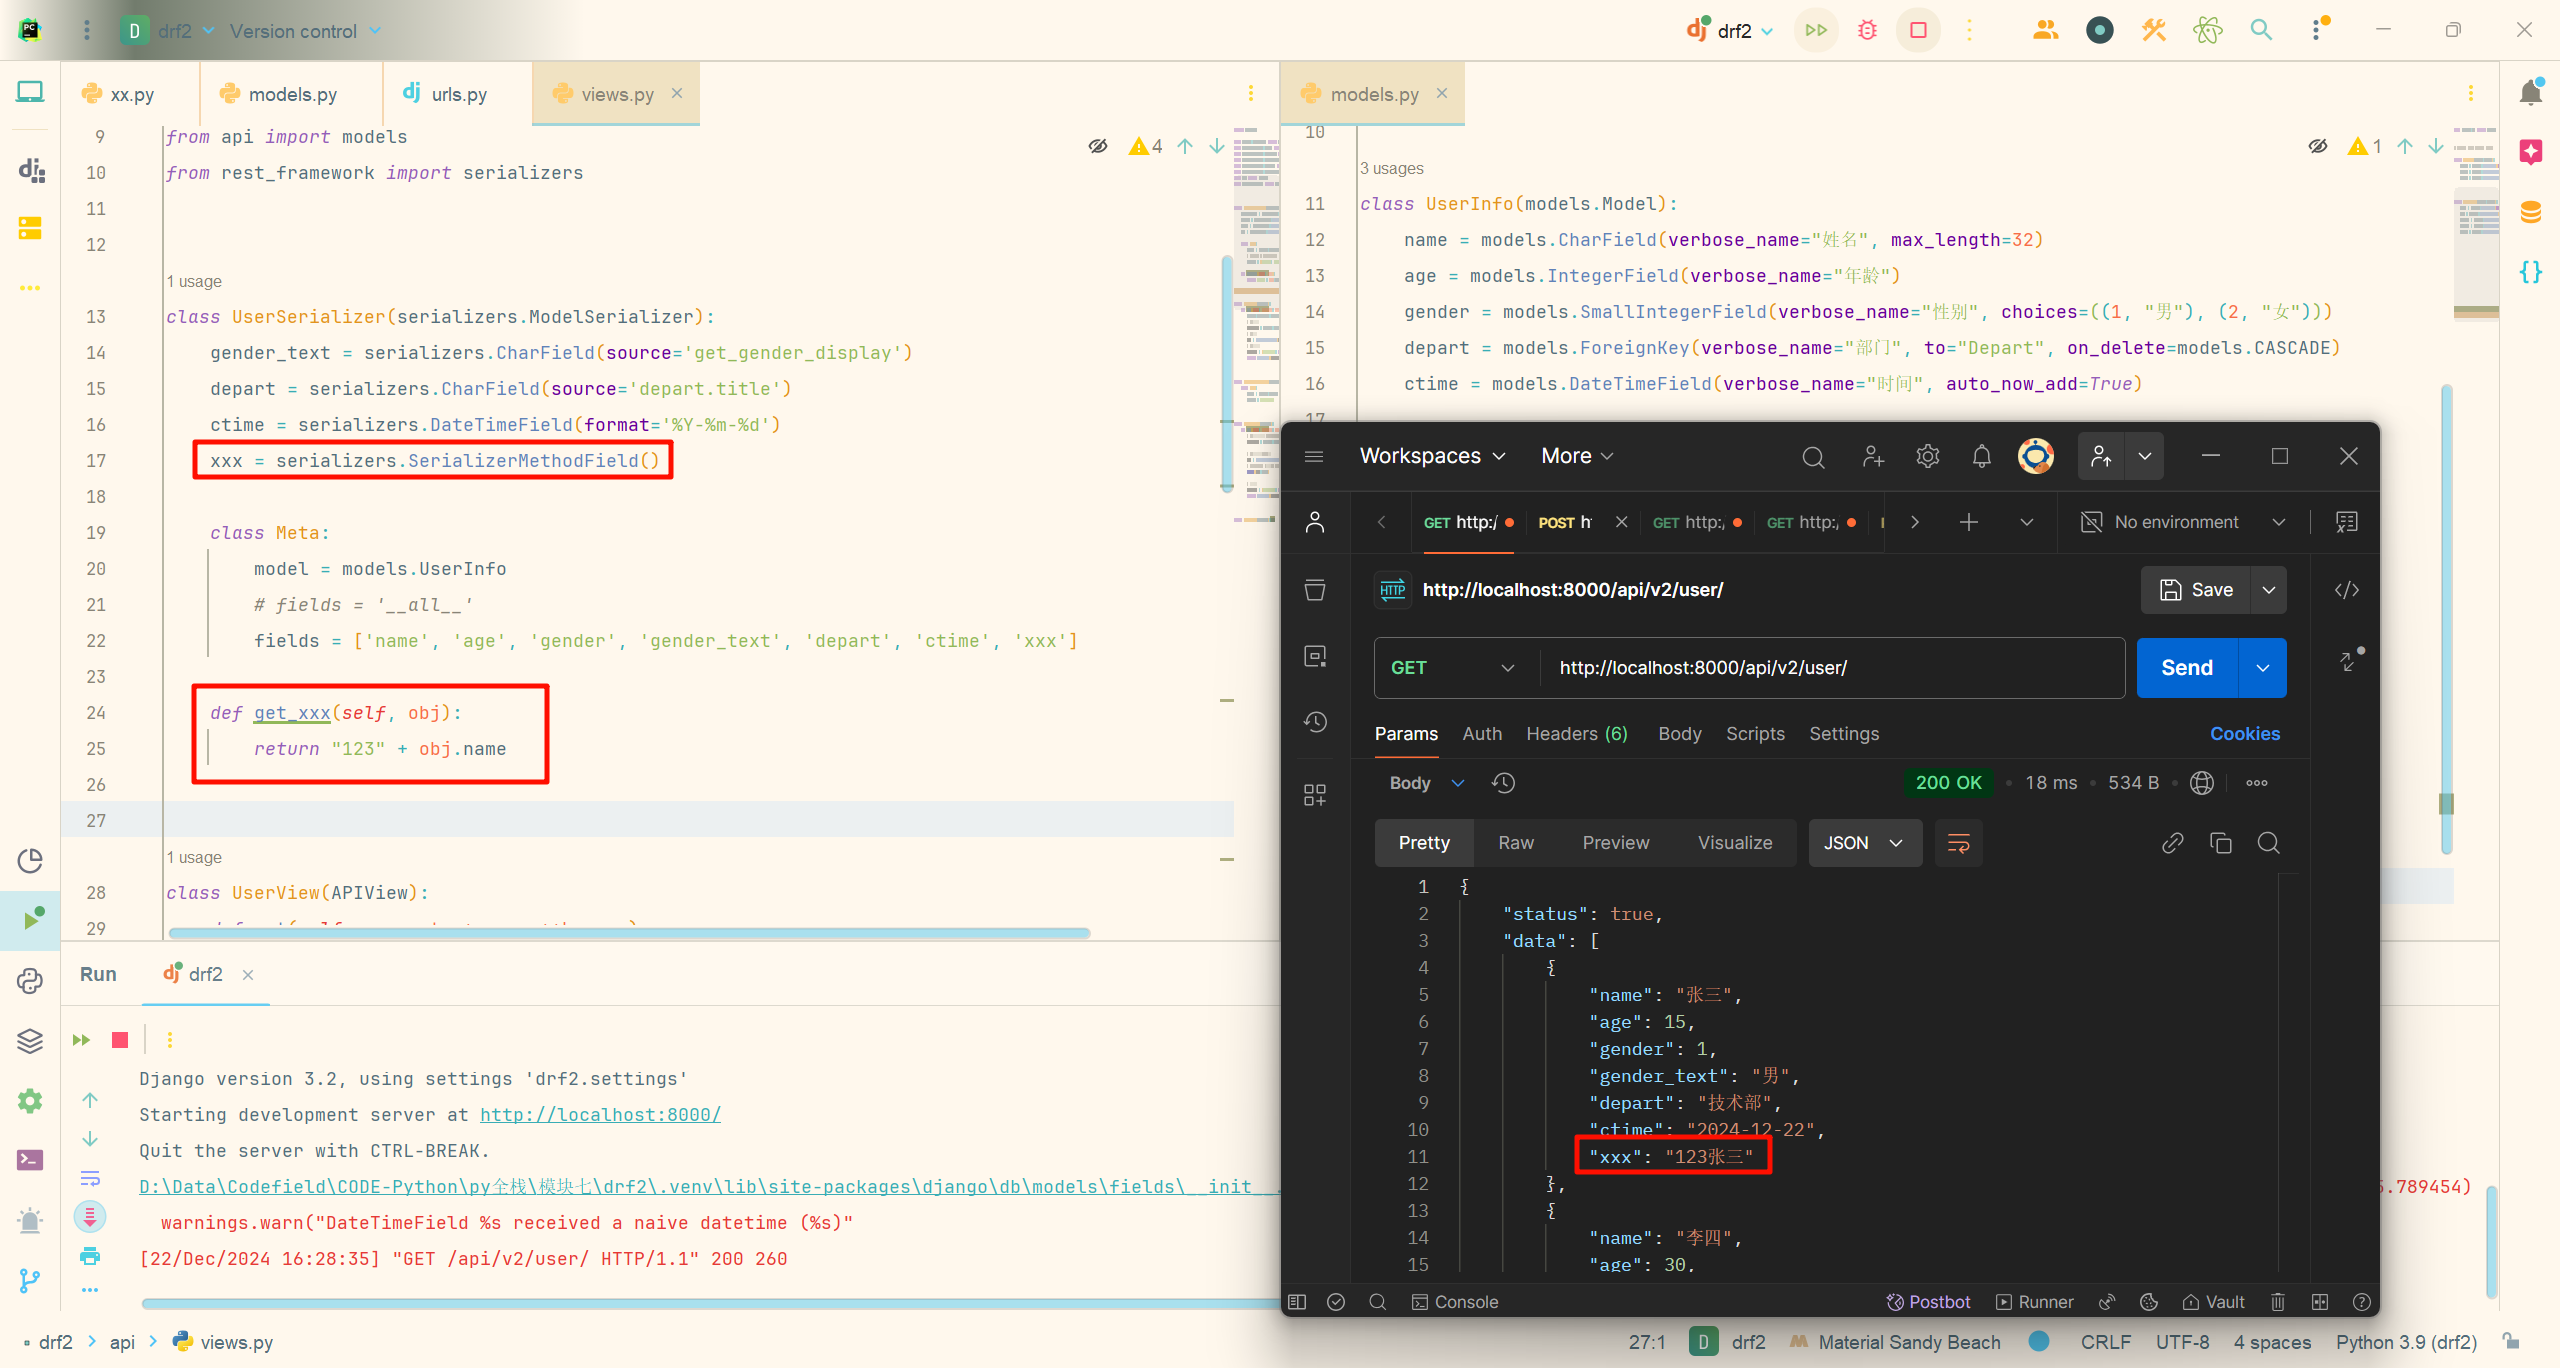 drf2
Version control
drf2
xx.py
models.py
urls.py
views.py
9 from api import models
10 from rest_framework import serializers
11
12
1 usage
13 class UserSerializer(serializers.ModelSerializer):
14 gender_text = serializers.CharField(source='get_gender_display')
15 depart = serializers.CharField(source='depart.title')
16 ctime = serializers.DateTimeField(format='%Y-%m-%d')
17 xxx = serializers.SerializerMethodField()
18
19 class Meta:
20 model = models.UserInfo
21 # fields = '__all__'
22 fields = ['name', 'age', 'gender', 'gender_text', 'depart', 'ctime', 'xxx']
23
24 def get_xxx(self, obj):
25 return "123" + obj.name
26
27
1 usage
28 class UserView(APIView):
29
4
models.py
1
10
3 usages
11 class UserInfo(models.Model):
12 name = models.CharField(verbose_name="姓名", max_length=32)
13 age = models.IntegerField(verbose_name="年龄")
14 gender = models.SmallIntegerField(verbose_name="性别", choices=((1, "男"), (2, "女")))
15 depart = models.ForeignKey(verbose_name="部门", to="Depart", on_delete=models.CASCADE)
16 ctime = models.DateTimeField(verbose_name="时间", auto_now_add=True)
17
Workspaces More
GET http:/ POST h GET http: GET http: No environment
HTTP http://localhost:8000/api/v2/user/ Save
GET http://localhost:8000/api/v2/user/ Send
Params Auth Headers (6) Body Scripts Settings Cookies
Body 200 OK 18 ms 534 B
Pretty Raw Preview Visualize JSON
1 {
2 "status": true,
3 "data": [
4 {
5 "name": "张三",
6 "age": 15,
7 "gender": 1,
8 "gender_text": "男",
9 "depart": "技术部",
10 "ctime": "2024-12-22",
11 "xxx": "123张三"
12 },
13 {
14 "name": "李四",
15 "age": 30,
Console Postbot Runner Vault
Run drf2
Django version 3.2, using settings 'drf2.settings'
Starting development server at http://localhost:8000/
Quit the server with CTRL-BREAK.
D:\Data\Codefield\CODE-Python\py全栈\模块七\drf2\.venv\lib\site-packages\django\db\models\fields\__init__. .789454)
warnings.warn("DateTimeField %s received a naive datetime (%s)"
[22/Dec/2024 16:28:35] "GET /api/v2/user/ HTTP/1.1" 200 260
drf2 api views.py
27:1 D drf2 Material Sandy Beach CRLF UTF-8 4 spaces Python 3.9 (drf2)